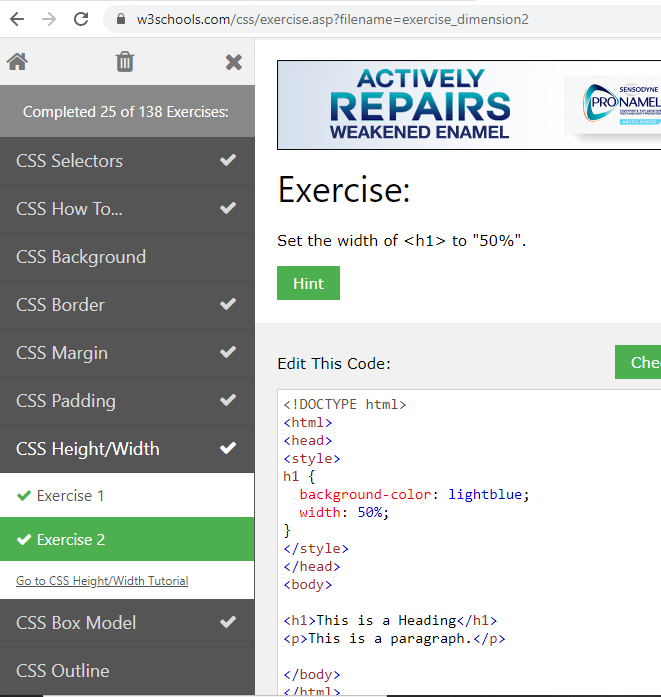 w3schools.com/css/exercise.asp?filename=exercise_dimension2
Completed 25 of 138 Exercises:
CSS Selectors
CSS How To...
CSS Background
CSS Border
CSS Margin
CSS Padding
CSS Height/Width
Exercise 1
Exercise 2
Go to CSS Height/Width Tutorial
CSS Box Model
CSS Outline
ACTIVELY
REPAIRS
WEAKENED ENAMEL
SENSODYNE
PRONAMEL
Exercise:
Set the width of <h1> to "50%".
Hint
Edit This Code:
Che
<!DOCTYPE html>
<html>
<head>
<style>
h1 {
  background-color: lightblue;
  width: 50%;
}
</style>
</head>
<body>
<h1>This is a Heading</h1>
<p>This is a paragraph.</p>
</body>
</html>